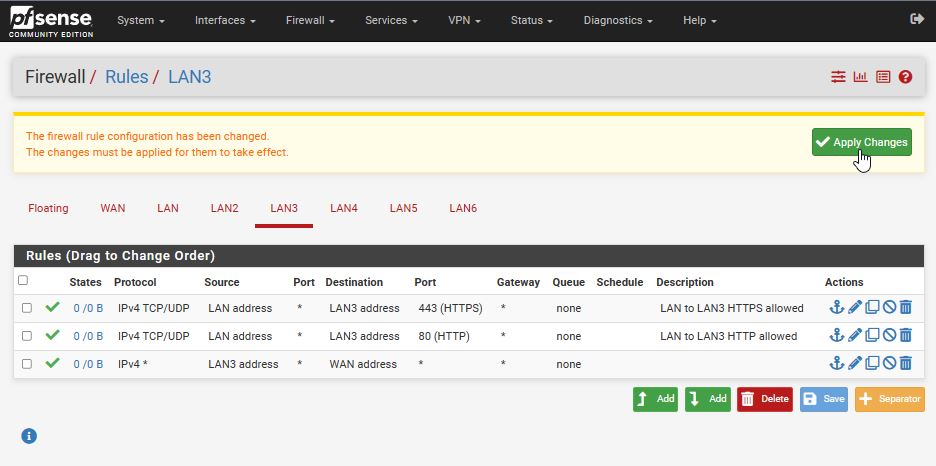 pfsense COMMUNITY EDITION System Interfaces Firewall Services VPN Status Diagnostics Help
Firewall / Rules / LAN3
The firewall rule configuration has been changed.
The changes must be applied for them to take effect.
Apply Changes
Floating WAN LAN LAN2 LAN3 LAN4 LAN5 LAN6
Rules (Drag to Change Order)
States Protocol Source Port Destination Port Gateway Queue Schedule Description Actions
0 /0 B IPv4 TCP/UDP LAN address * LAN3 address 443 (HTTPS) * none LAN to LAN3 HTTPS allowed
0 /0 B IPv4 TCP/UDP LAN address * LAN3 address 80 (HTTP) * none LAN to LAN3 HTTP allowed
0 /0 B IPv4 * LAN3 address * WAN address * * none
Add Add Delete Save Separator